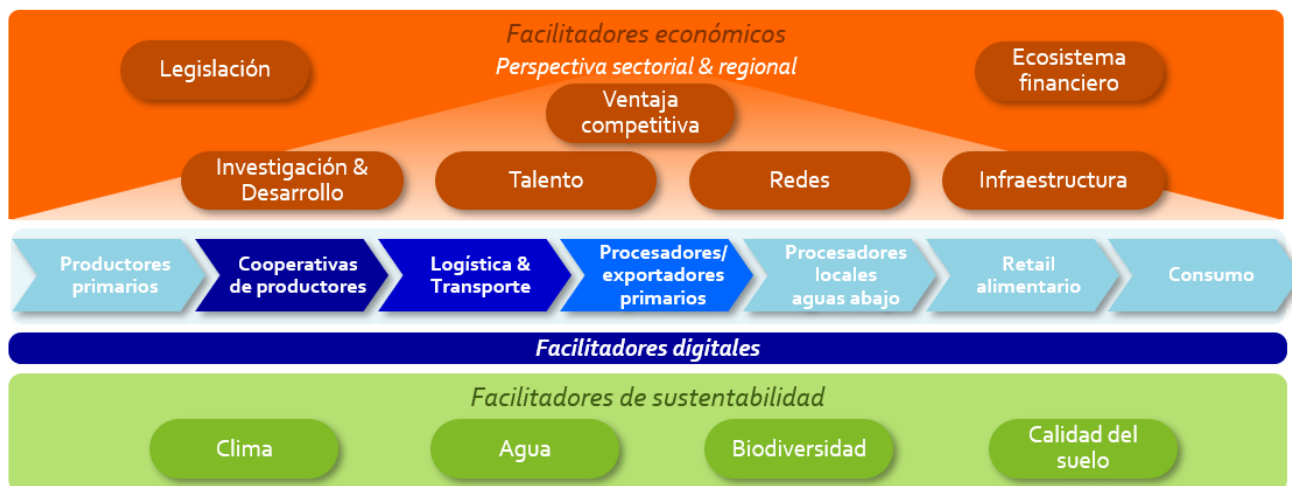 Facilitadores económicos
Perspectiva sectorial & regional
Legislación
Ecosistema
financiero
Ventaja
competitiva
Investigación &
Desarrollo
Talento
Redes
Infraestructura
Productores
primarios
Cooperativas
de productores
Logística &
Transporte
Procesadores/
exportadores
primarios
Procesadores
locales
aguas abajo
Retail
alimentario
Consumo
Facilitadores digitales
Facilitadores de sustentabilidad
Clima
Agua
Biodiversidad
Calidad del
suelo